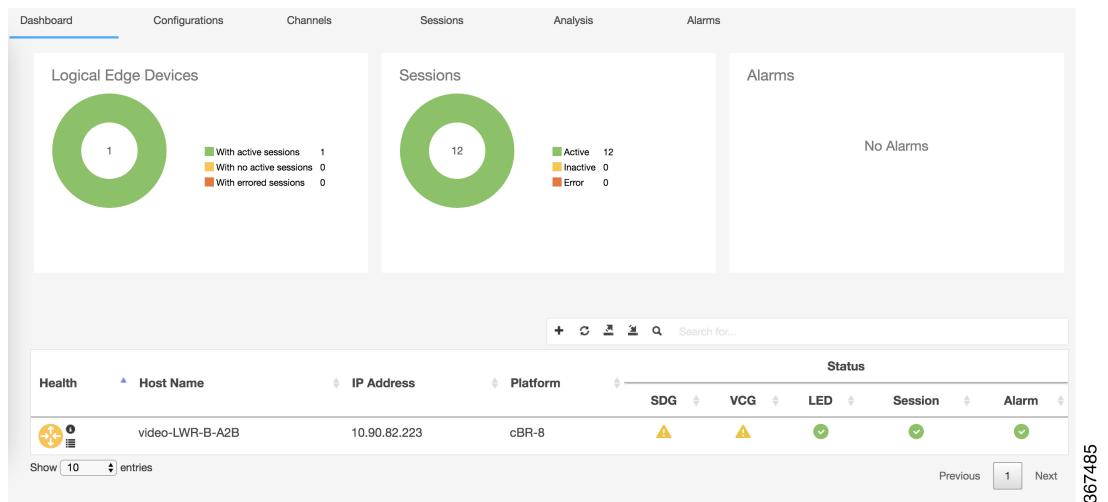 Dashboard Configurations Channels Sessions Analysis Alarms
Logical Edge Devices
1
With active sessions 1
With no active sessions 0
With errored sessions 0
Sessions
12
Active 12
Inactive 0
Error 0
Alarms
No Alarms
Search for...
Health Host Name IP Address Platform Status
SDG VCG LED Session Alarm
video-LWR-B-A2B 10.90.82.223 cBR-8
Show 10 entries
Previous 1 Next
367485